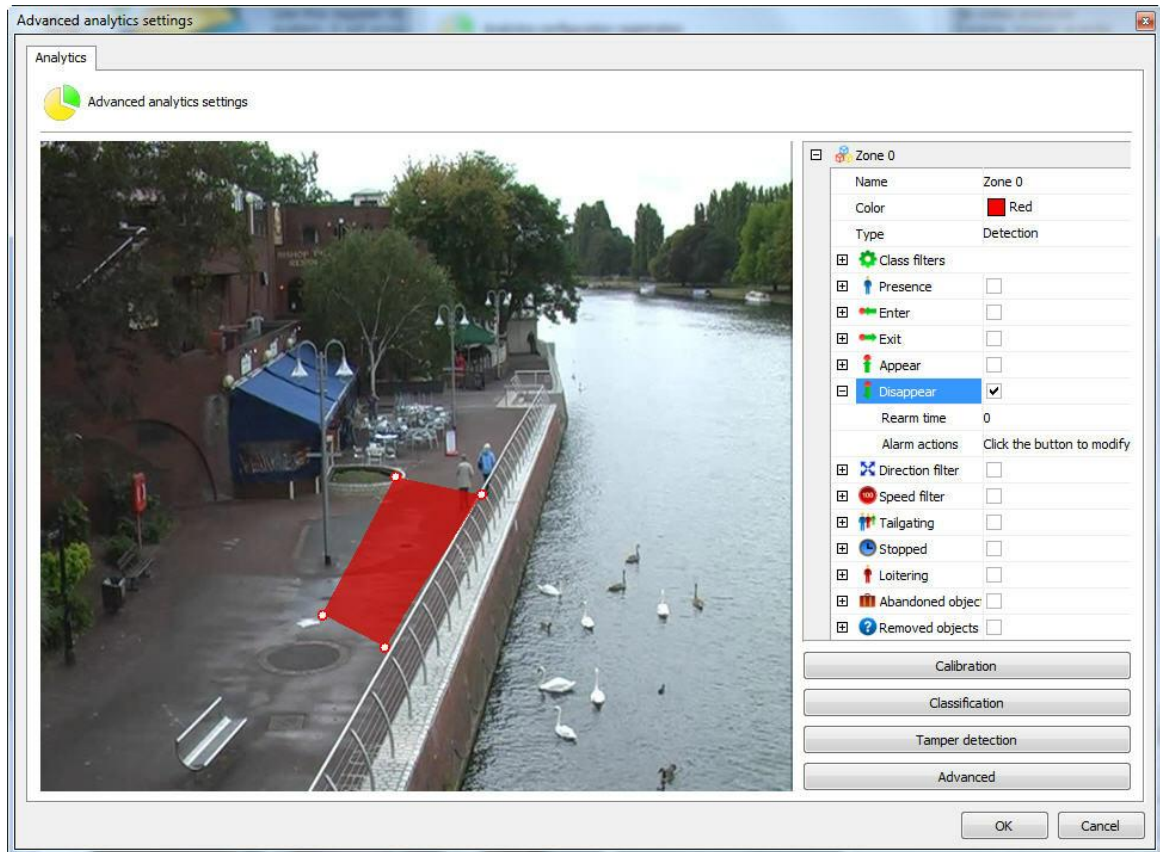 Advanced analytics settings
Analytics
Advanced analytics settings
Zone 0
Name Zone 0
Color Red
Type Detection
Class filters
Presence
Enter
Exit
Appear
Disappear
Rearm time 0
Alarm actions Click the button to modify
Direction filter
100 Speed filter
Tailgating
Stopped
Loitering
Abandoned objec
Removed objects
Calibration
Classification
Tamper detection
Advanced
OK Cancel